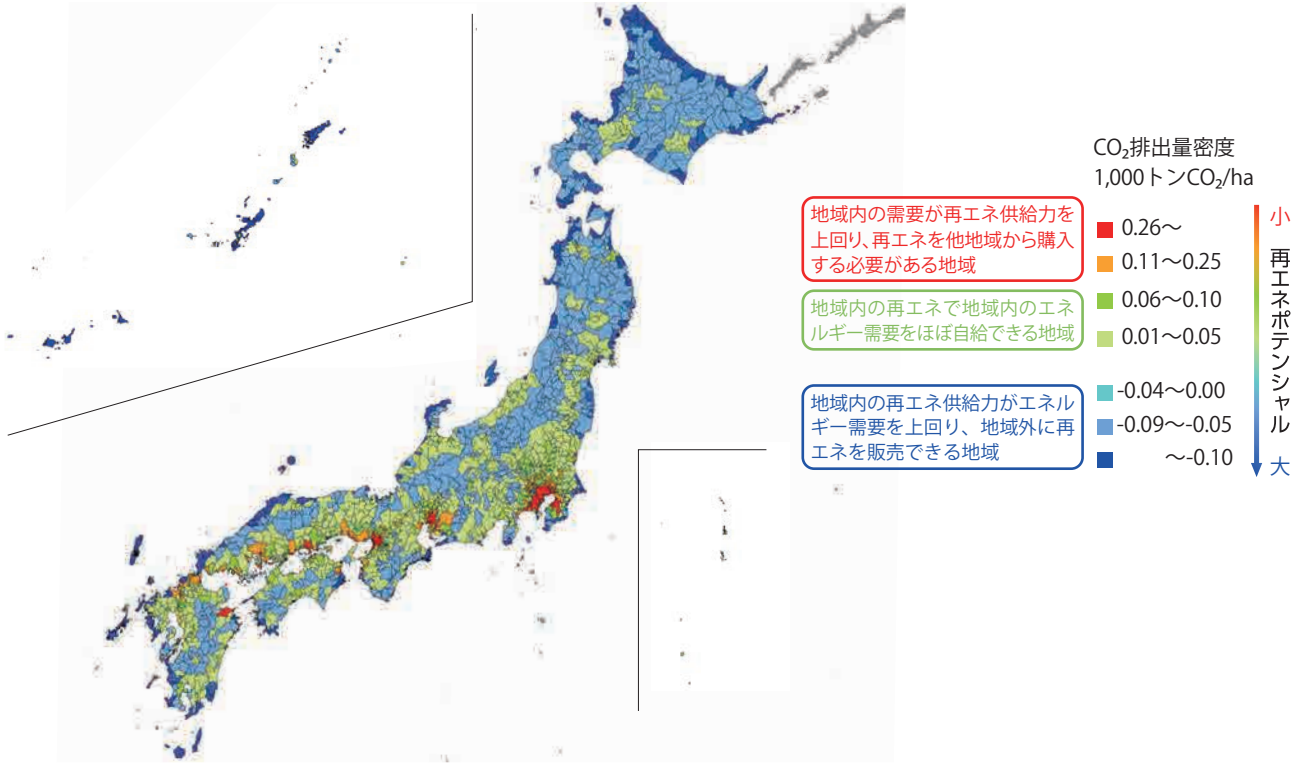 CO₂排出量密度
1,000トンCO₂/ha
地域内の需要が再エネ供給力を
上回り、再エネを他地域から購入
する必要がある地域
地域内の再エネで地域内のエネ
ルギー需要をほぼ自給できる地域
地域内の再エネ供給力がエネル
ギー需要を上回り、地域外に再
エネを販売できる地域
0.26～
0.11～0.25
0.06～0.10
0.01～0.05
-0.04～0.00
-0.09～-0.05
～-0.10
小
再エネポテンシャル
大